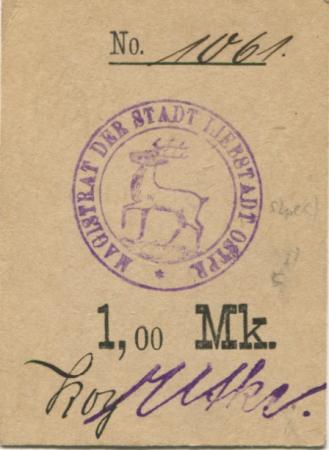 No. 1061.
MAGISTRAT DER STADT LIEBSTADT OSTPR. *
1,00 Mk.